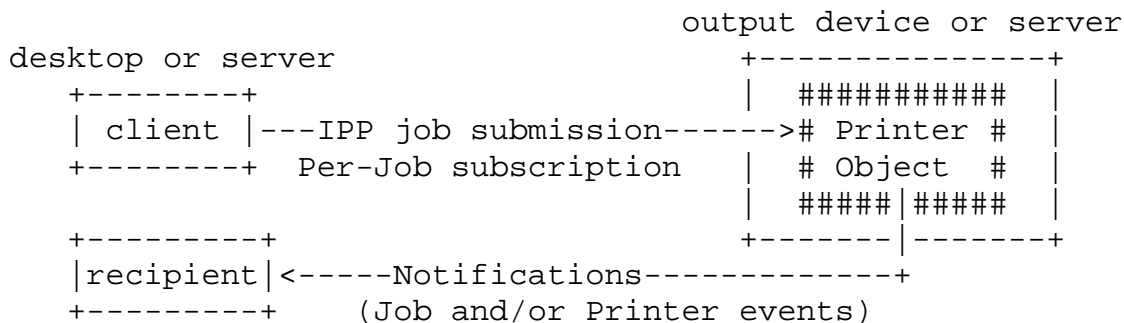 output device or server
desktop or server                      +---------------+
   +--------+                          |  ###########  |
   | client |---IPP job submission------># Printer #  |
   +--------+  Per-Job subscription    |  # Object  #  |
                                       |  #####|#####  |
   +---------+                         +-------|-------+
   |recipient|<-----Notifications-------------+
   +---------+    (Job and/or Printer events)